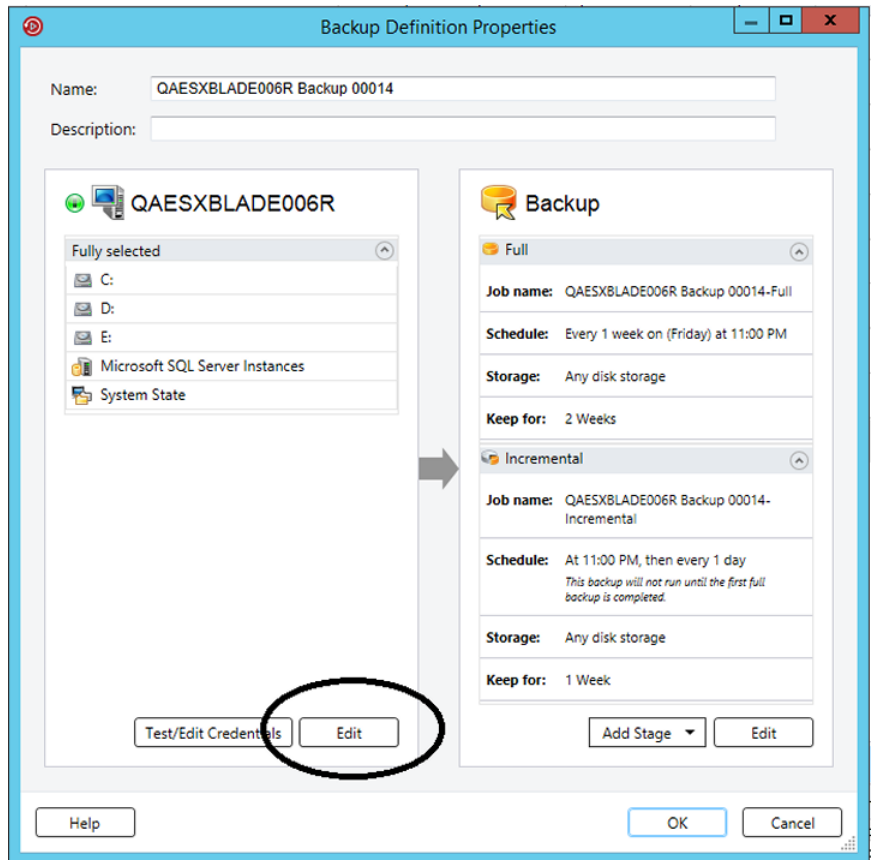 Backup Definition Properties
Name: QAESXBLADE006R Backup 00014
Description:
QAESXBLADE006R
Fully selected
C:
D:
E:
Microsoft SQL Server Instances
System State
Test/Edit Credentials
Edit
Backup
Full
Job name: QAESXBLADE006R Backup 00014-Full
Schedule: Every 1 week on (Friday) at 11:00 PM
Storage: Any disk storage
Keep for: 2 Weeks
Incremental
Job name: QAESXBLADE006R Backup 00014-
Incremental
Schedule: At 11:00 PM, then every 1 day
This backup will not run until the first full
backup is completed.
Storage: Any disk storage
Keep for: 1 Week
Add Stage
Edit
Help
OK
Cancel